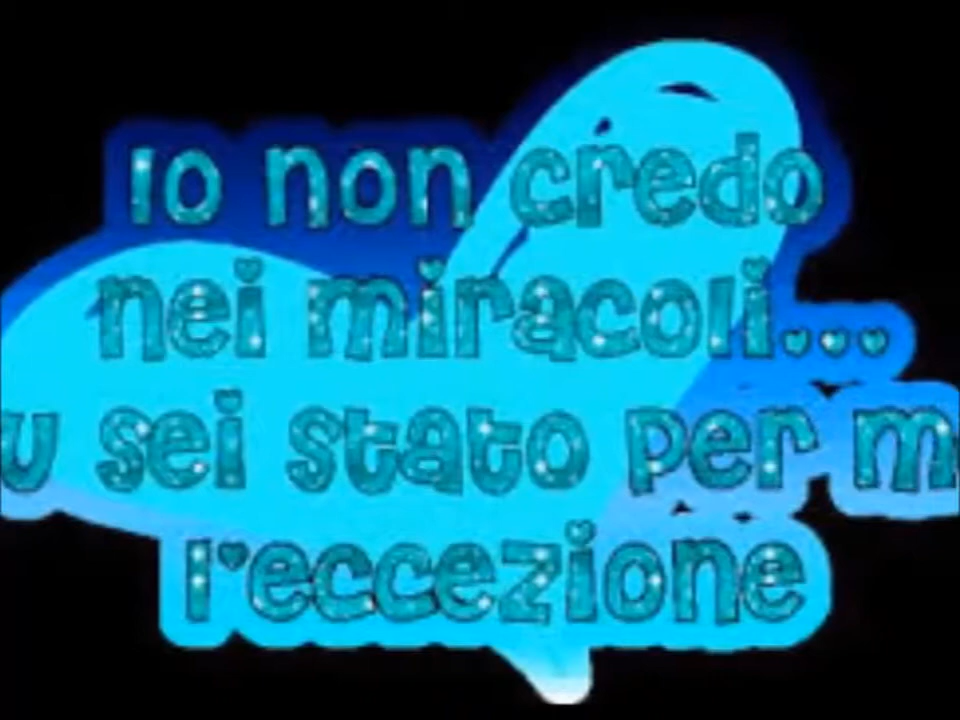 Io non credo
nei miracoli...
u sei stato per m
l'eccezione